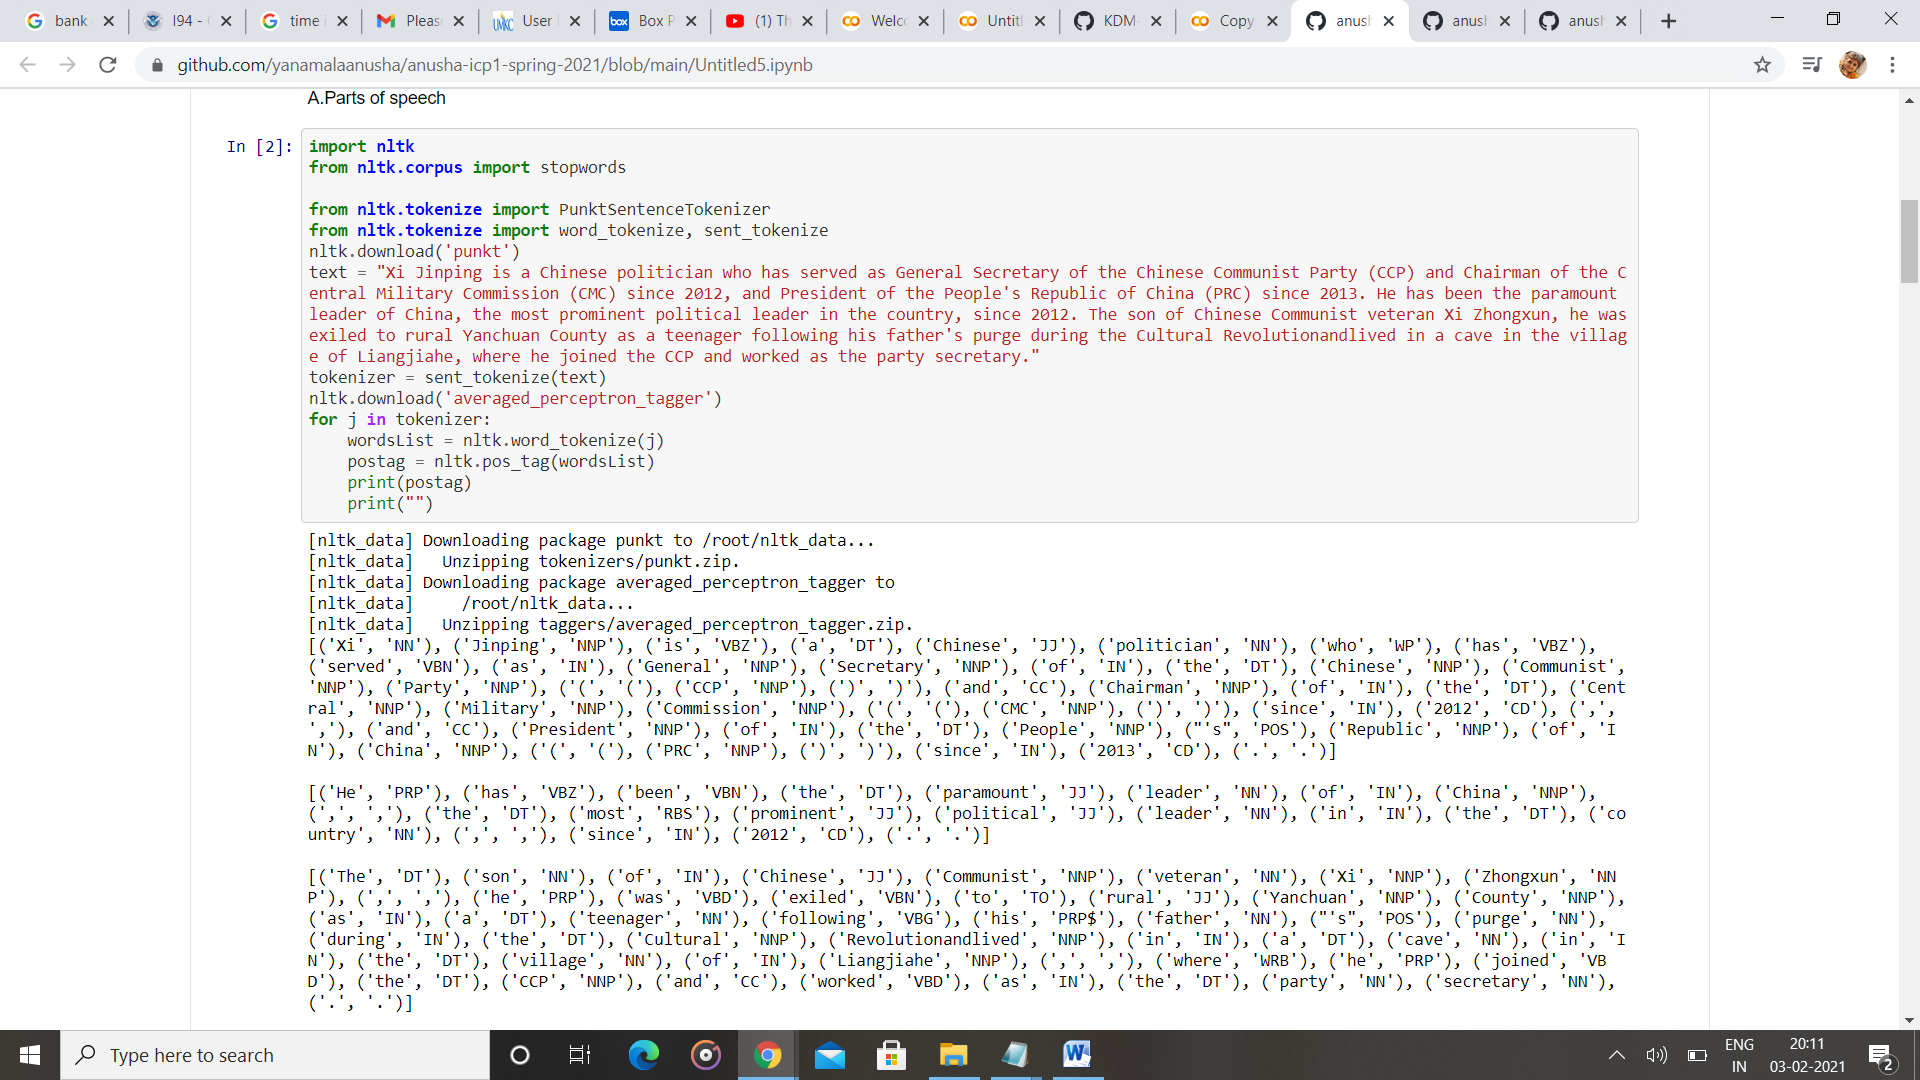 bank
I94 -
time i
Pleas
UMKC User
box Box P
(1) Th
Welc
Untitl
KDM-
Copy
anush
anush
anush
github.com/yanamalaanusha/anusha-icp1-spring-2021/blob/main/Untitled5.ipynb
A.Parts of speech
In [2]:
import nltk
from nltk.corpus import stopwords
from nltk.tokenize import PunktSentenceTokenizer
from nltk.tokenize import word_tokenize, sent_tokenize
nltk.download('punkt')
text = "Xi Jinping is a Chinese politician who has served as General Secretary of the Chinese Communist Party (CCP) and Chairman of the C
entral Military Commission (CMC) since 2012, and President of the People's Republic of China (PRC) since 2013. He has been the paramount
leader of China, the most prominent political leader in the country, since 2012. The son of Chinese Communist veteran Xi Zhongxun, he was
exiled to rural Yanchuan County as a teenager following his father's purge during the Cultural Revolutionandlived in a cave in the villag
e of Liangjiahe, where he joined the CCP and worked as the party secretary."
tokenizer = sent_tokenize(text)
nltk.download('averaged_perceptron_tagger')
for j in tokenizer:
    wordsList = nltk.word_tokenize(j)
    postag = nltk.pos_tag(wordsList)
    print(postag)
    print("")
[nltk_data] Downloading package punkt to /root/nltk_data...
[nltk_data]   Unzipping tokenizers/punkt.zip.
[nltk_data] Downloading package averaged_perceptron_tagger to
[nltk_data]     /root/nltk_data...
[nltk_data]   Unzipping taggers/averaged_perceptron_tagger.zip.
[('Xi', 'NN'), ('Jinping', 'NNP'), ('is', 'VBZ'), ('a', 'DT'), ('Chinese', 'JJ'), ('politician', 'NN'), ('who', 'WP'), ('has', 'VBZ'),
('served', 'VBN'), ('as', 'IN'), ('General', 'NNP'), ('Secretary', 'NNP'), ('of', 'IN'), ('the', 'DT'), ('Chinese', 'NNP'), ('Communist',
'NNP'), ('Party', 'NNP'), ('(', '('), ('CCP', 'NNP'), (')', ')'), ('and', 'CC'), ('Chairman', 'NNP'), ('of', 'IN'), ('the', 'DT'), ('Cent
ral', 'NNP'), ('Military', 'NNP'), ('Commission', 'NNP'), ('(', '('), ('CMC', 'NNP'), (')', ')'), ('since', 'IN'), ('2012', 'CD'), (',',
','), ('and', 'CC'), ('President', 'NNP'), ('of', 'IN'), ('the', 'DT'), ('People', 'NNP'), ("'s", 'POS'), ('Republic', 'NNP'), ('of', 'I
N'), ('China', 'NNP'), ('(', '('), ('PRC', 'NNP'), (')', ')'), ('since', 'IN'), ('2013', 'CD'), ('.', '.')]
[('He', 'PRP'), ('has', 'VBZ'), ('been', 'VBN'), ('the', 'DT'), ('paramount', 'JJ'), ('leader', 'NN'), ('of', 'IN'), ('China', 'NNP'),
(',', ','), ('the', 'DT'), ('most', 'RBS'), ('prominent', 'JJ'), ('political', 'JJ'), ('leader', 'NN'), ('in', 'IN'), ('the', 'DT'), ('co
untry', 'NN'), (',', ','), ('since', 'IN'), ('2012', 'CD'), ('.', '.')]
[('The', 'DT'), ('son', 'NN'), ('of', 'IN'), ('Chinese', 'JJ'), ('Communist', 'NNP'), ('veteran', 'NN'), ('Xi', 'NNP'), ('Zhongxun', 'NN
P'), (',', ','), ('he', 'PRP'), ('was', 'VBD'), ('exiled', 'VBN'), ('to', 'TO'), ('rural', 'JJ'), ('Yanchuan', 'NNP'), ('County', 'NNP'),
('as', 'IN'), ('a', 'DT'), ('teenager', 'NN'), ('following', 'VBG'), ('his', 'PRP$'), ('father', 'NN'), ("'s", 'POS'), ('purge', 'NN'),
('during', 'IN'), ('the', 'DT'), ('Cultural', 'NNP'), ('Revolutionandlived', 'NNP'), ('in', 'IN'), ('a', 'DT'), ('cave', 'NN'), ('in', 'I
N'), ('the', 'DT'), ('village', 'NN'), ('of', 'IN'), ('Liangjiahe', 'NNP'), (',', ','), ('where', 'WRB'), ('he', 'PRP'), ('joined', 'VB
D'), ('the', 'DT'), ('CCP', 'NNP'), ('and', 'CC'), ('worked', 'VBD'), ('as', 'IN'), ('the', 'DT'), ('party', 'NN'), ('secretary', 'NN'),
('.', '.')]
Type here to search
ENG
IN
20:11
03-02-2021
2